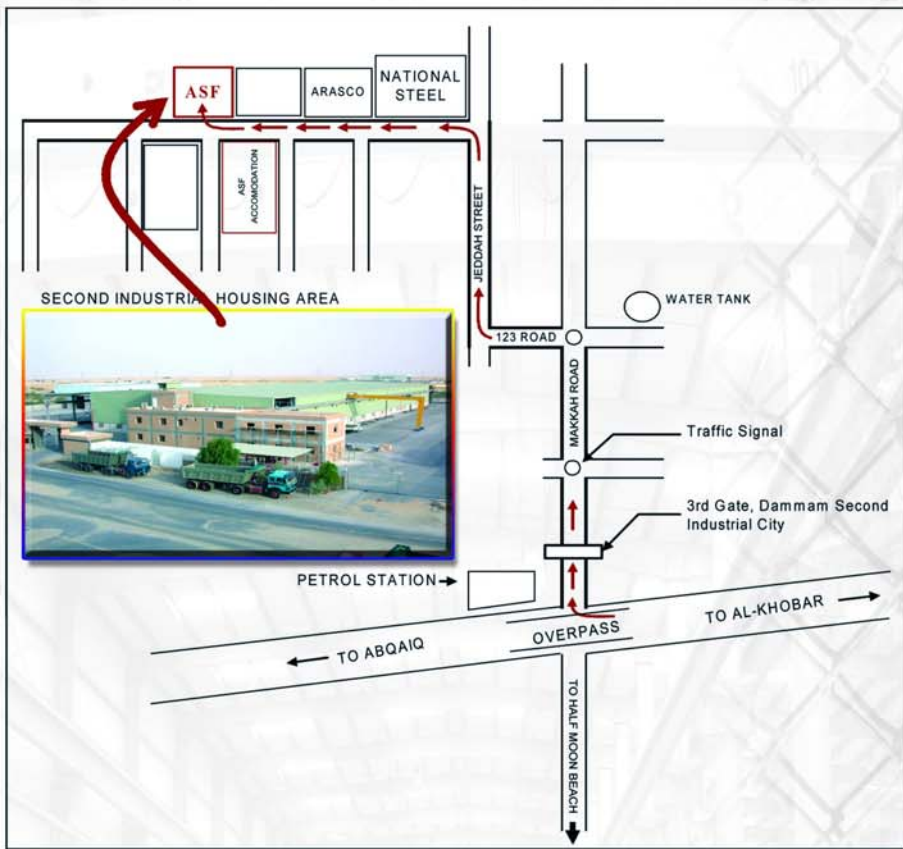 ASF
ARASCO
NATIONAL
STEEL
ASF
ACCOMODATION
JEDDAH STREET
SECOND INDUSTRIAL HOUSING AREA
WATER TANK
123 ROAD
MAKKAH ROAD
Traffic Signal
3rd Gate, Dammam Second
Industrial City
PETROL STATION
TO AL-KHOBAR
OVERPASS
TO ABQAIQ
TO HALF MOON BEACH